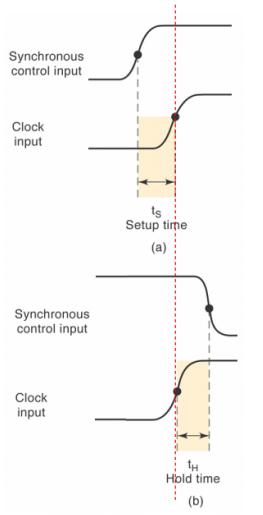 Synchronous
control input
Clock
input
tS
Setup time
(a)
Synchronous
control input
Clock
input
tH
Hold time
(b)